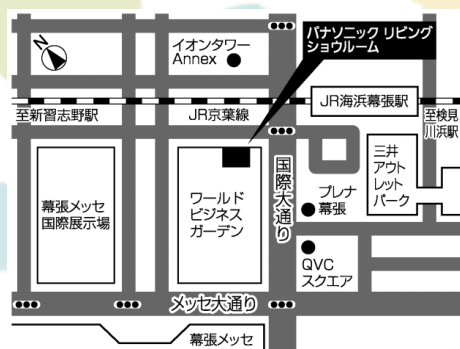 N
イオンタワー
Annex
パナソニック リビング
ショウルーム
至新習志野駅
JR京葉線
JR海浜幕張駅
至検見
川浜駅
幕張メッセ
国際展示場
ワールド
ビジネス
ガーデン
国際大通り
プレナ
幕張
三井
アウト
レット
パーク
QVC
スクエア
メッセ大通り
幕張メッセ